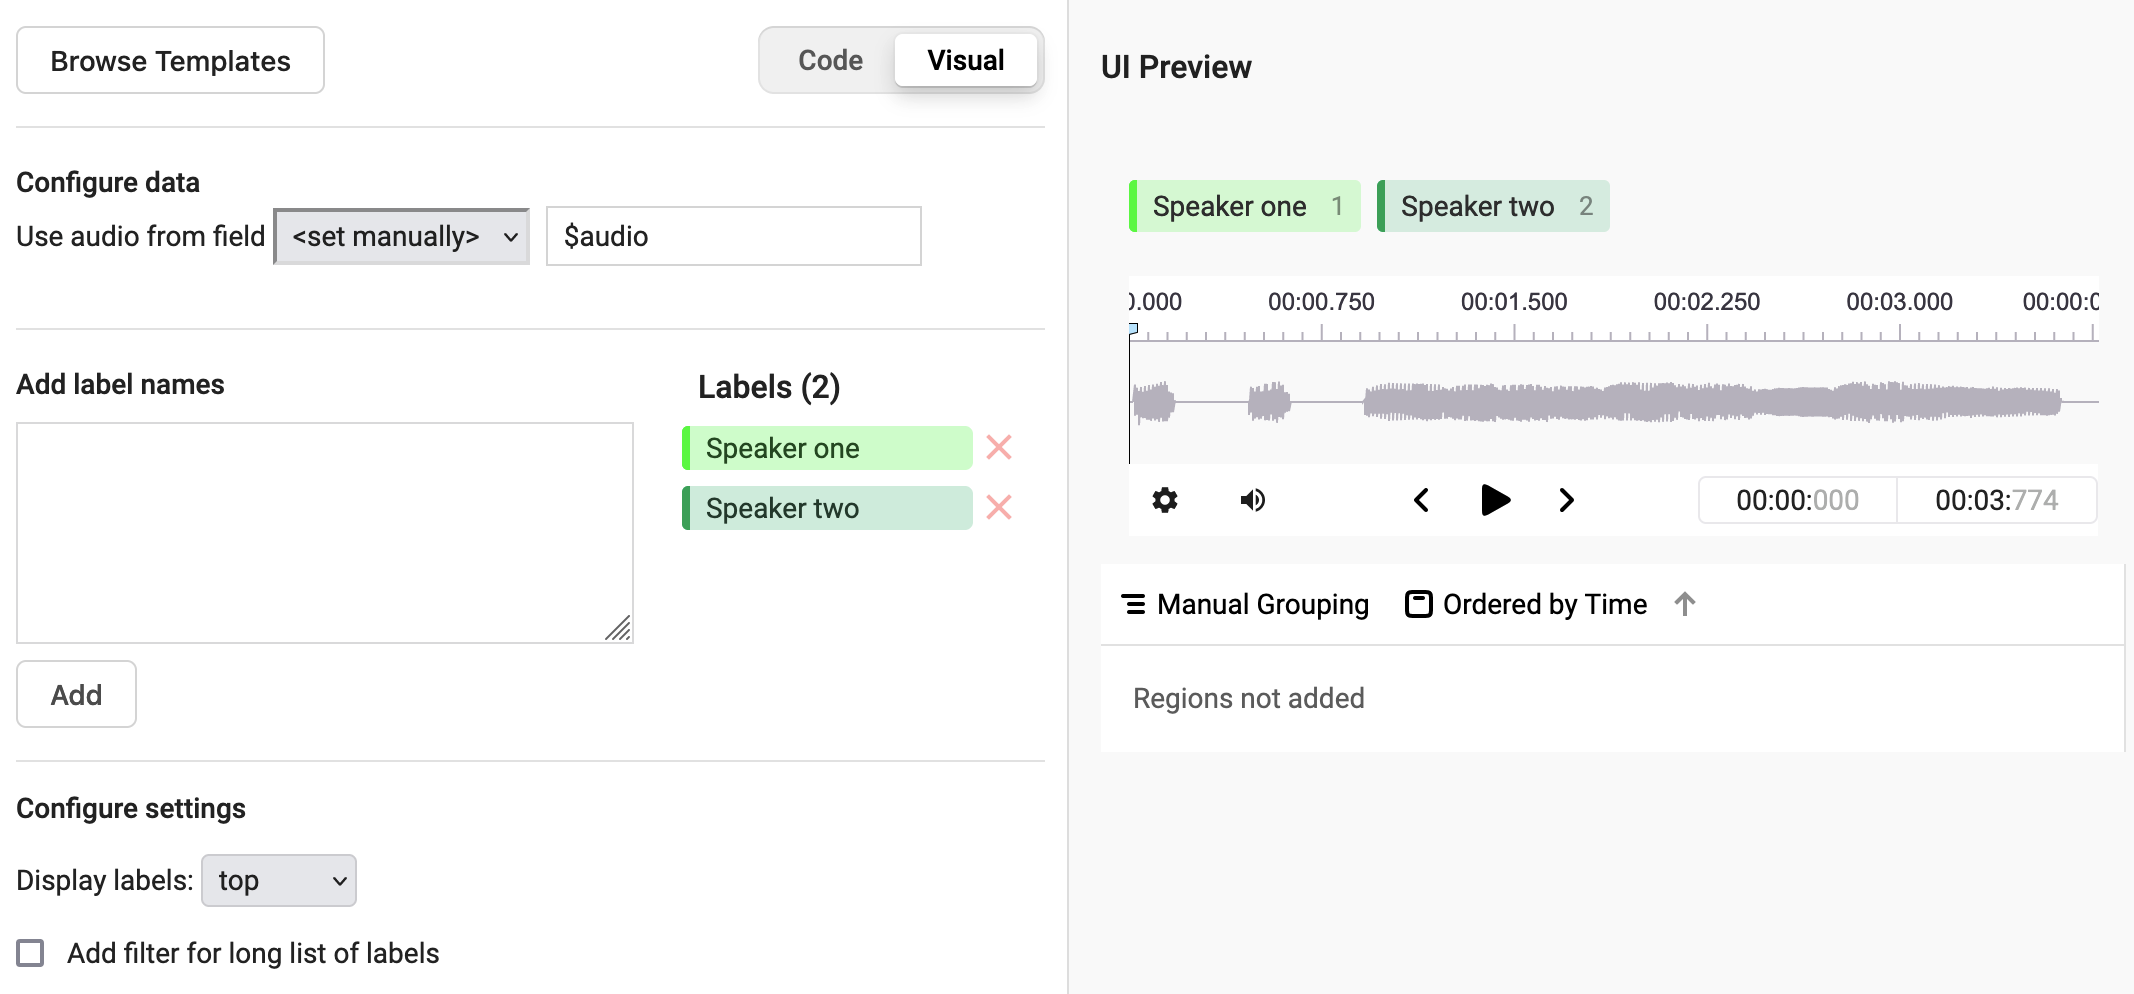 Browse Templates
Code Visual
Configure data
Use audio from field <set manually> $audio
Add label names
Labels (2)
Speaker one
Speaker two
Add
Configure settings
Display labels: top
Add filter for long list of labels
UI Preview
Speaker one 1 Speaker two 2
0.000 00:00.750 00:01.500 00:02.250 00:03.000 00:00:0
00:00:000 00:03:774
Manual Grouping Ordered by Time
Regions not added